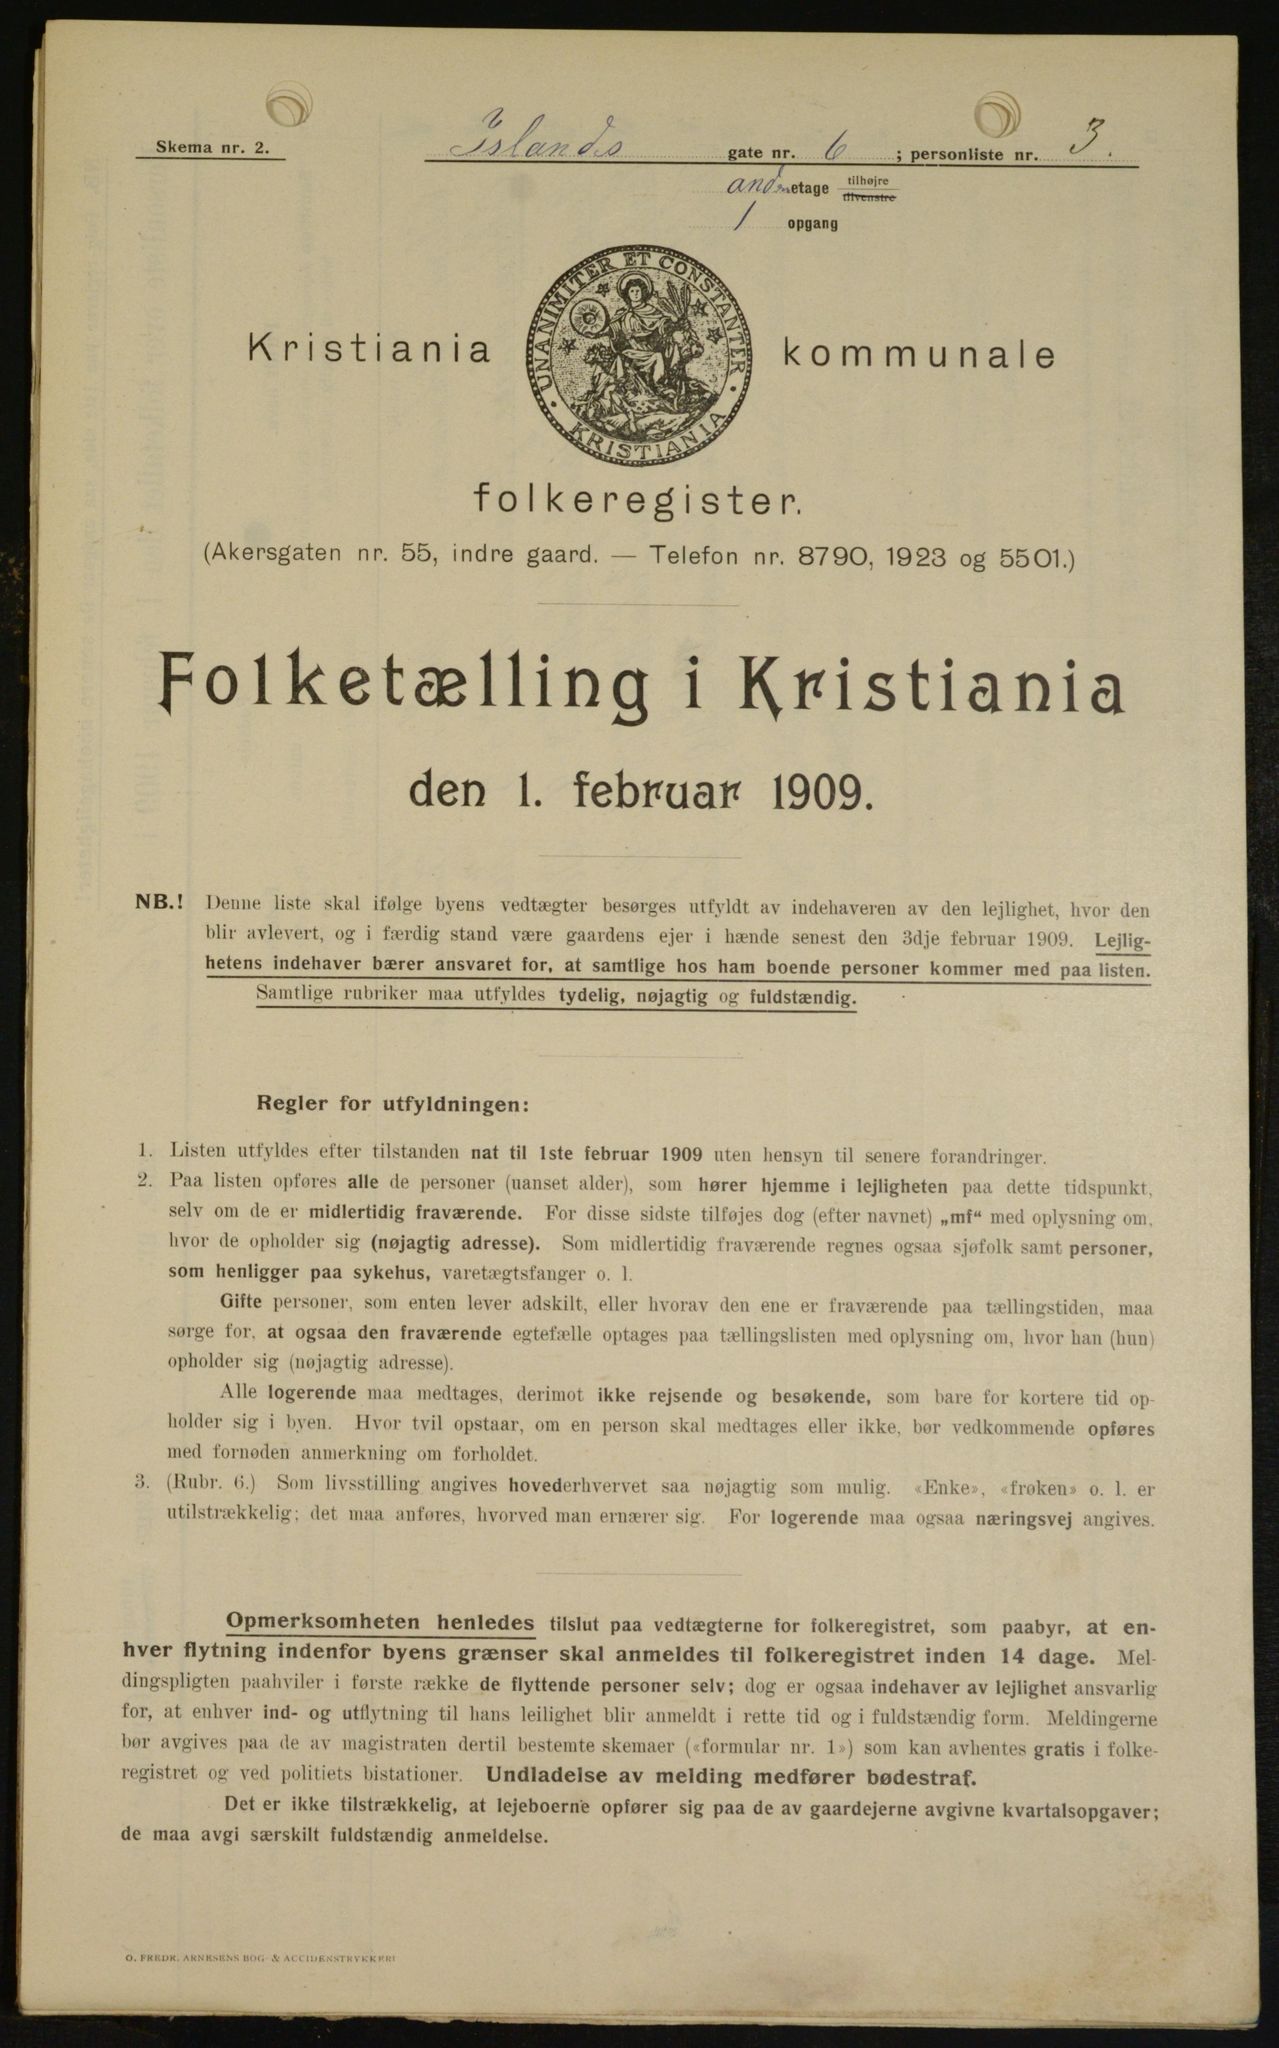 Skema nr. 2.
Islands gate nr. 6 ; personliste nr. 3.
anden etage tilhøjre
tilvenstre
1 opgang
UNANIMITER ET CONSTANTER
KRISTIANIA
Kristiania kommunale
folkeregister.
(Akersgaten nr. 55, indre gaard. — Telefon nr. 8790, 1923 og 5501.)
Folketælling i Kristiania
den 1. februar 1909.
NB.! Denne liste skal ifølge byens vedtægter besørges utfyldt av indehaveren av den lejlighet, hvor den
blir avlevert, og i færdig stand være gaardens ejer i hænde senest den 3dje februar 1909. Lejlig-
hetens indehaver bærer ansvaret for, at samtlige hos ham boende personer kommer med paa listen.
Samtlige rubriker maa utfyldes tydelig, nøjagtig og fuldstændig.
Regler for utfyldningen:
1. Listen utfyldes efter tilstanden nat til 1ste februar 1909 uten hensyn til senere forandringer.
2. Paa listen opføres alle de personer (uanset alder), som hører hjemme i lejligheten paa dette tidspunkt,
selv om de er midlertidig fraværende. For disse sidste tilføjes dog (efter navnet) „mf“ med oplysning om,
hvor de opholder sig (nøjagtig adresse). Som midlertidig fraværende regnes ogsaa sjøfolk samt personer,
som henligger paa sykehus, varetægtsfanger o. l.
Gifte personer, som enten lever adskilt, eller hvorav den ene er fraværende paa tællingstiden, maa
sørge for, at ogsaa den fraværende egtefælle optages paa tællingslisten med oplysning om, hvor han (hun)
opholder sig (nøjagtig adresse).
Alle logerende maa medtages, derimot ikke rejsende og besøkende, som bare for kortere tid op-
holder sig i byen. Hvor tvil opstaar, om en person skal medtages eller ikke, bør vedkommende opføres
med fornøden anmerkning om forholdet.
3. (Rubr. 6.) Som livsstilling angives hovederhvervet saa nøjagtig som mulig. «Enke», «frøken» o. l. er
utilstrækkelig; det maa anføres, hvorved man ernærer sig. For logerende maa ogsaa næringsvej angives.
Opmerksomheten henledes tilslut paa vedtægterne for folkeregistret, som paabyr, at en-
hver flytning indenfor byens grænser skal anmeldes til folkeregistret inden 14 dage. Mel-
dingspligten paahviler i første række de flyttende personer selv; dog er ogsaa indehaver av lejlighet ansvarlig
for, at enhver ind- og utflytning til hans leilighet blir anmeldt i rette tid og i fuldstændig form. Meldingerne
bør avgives paa de av magistraten dertil bestemte skemaer («formular nr. 1») som kan avhentes gratis i folke-
registret og ved politiets bistationer. Undladelse av melding medfører bødestraf.
Det er ikke tilstrækkelig, at lejeboerne opfører sig paa de av gaardejerne avgivne kvartalsopgaver;
de maa avgi særskilt fuldstændig anmeldelse.
O. FREDR. ARNESENS BOG- & ACCIDENSTRYKKERI